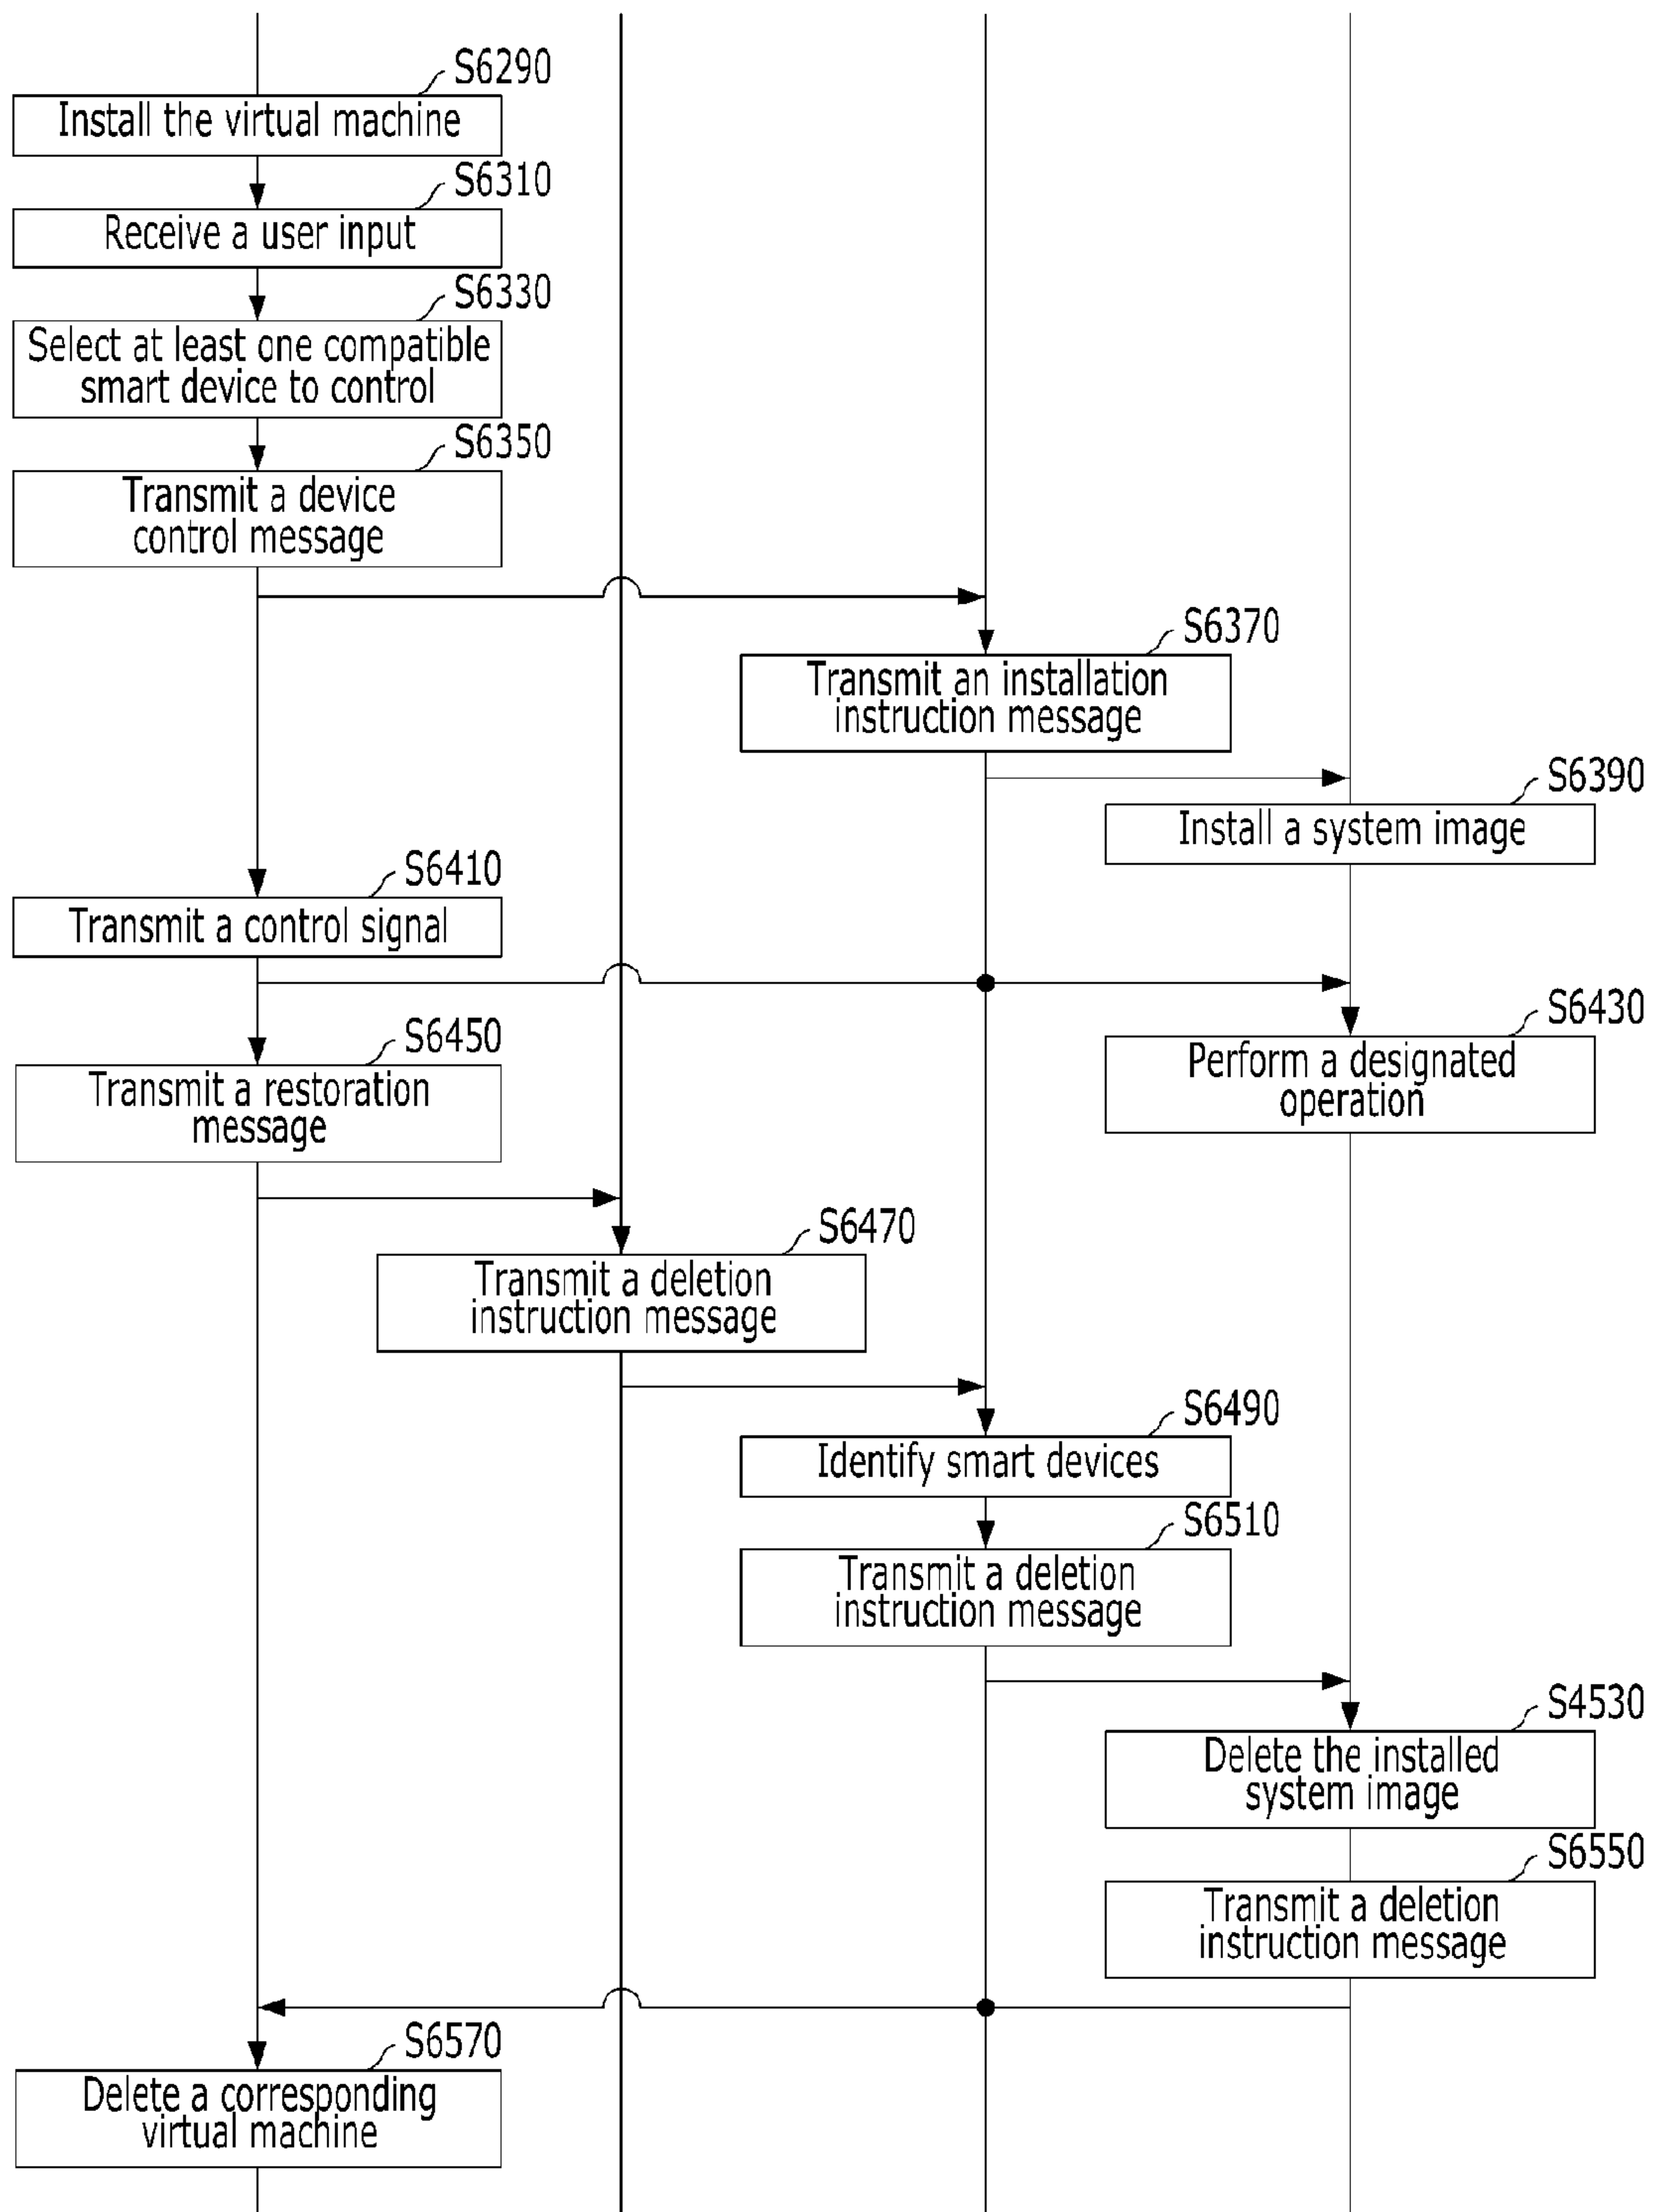 S6290
Install the virtual machine
S6310
Receive a user input
S6330
Select at least one compatible
smart device to control
S6350
Transmit a device
control message
S6370
Transmit an installation
instruction message
S6390
Install a system image
S6410
Transmit a control signal
S6430
Perform a designated
operation
S6450
Transmit a restoration
message
S6470
Transmit a deletion
instruction message
S6490
Identify smart devices
S6510
Transmit a deletion
instruction message
S4530
Delete the installed
system image
S6550
Transmit a deletion
instruction message
S6570
Delete a corresponding
virtual machine